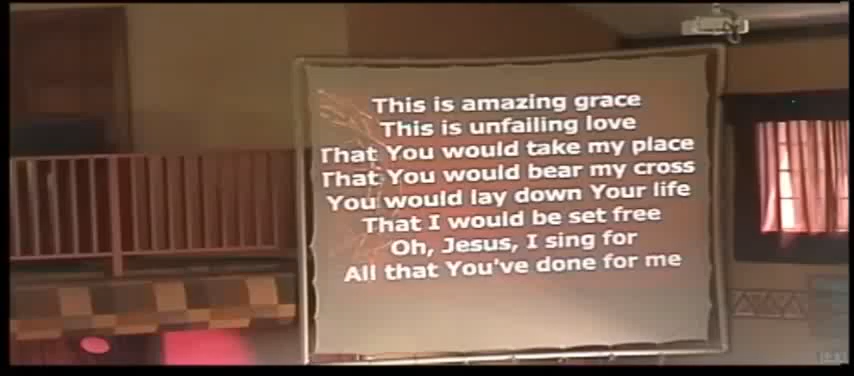 This is amazing grace
This is unfailing love
That You would take my place
That You would bear my cross
You would lay down Your life
That I would be set free
Oh, Jesus, I sing for
All that You've done for me